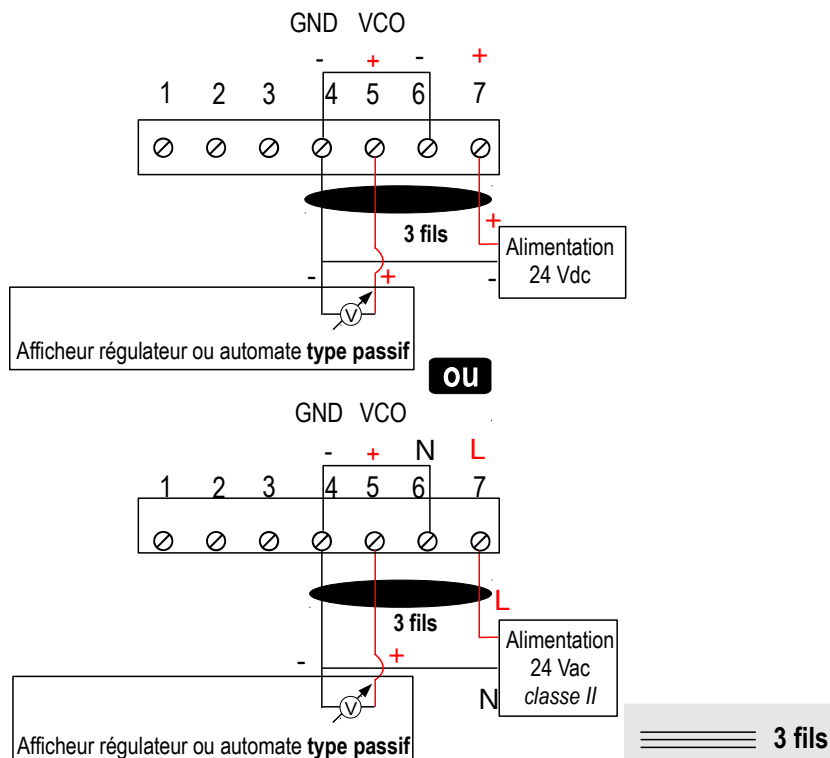 GND VCO
- + - +
1 2 3 4 5 6 7
3 fils
+
Alimentation
24 Vdc
- + -
V
Afficheur régulateur ou automate type passif
ou
GND VCO
- + N L
1 2 3 4 5 6 7
L
3 fils
Alimentation
24 Vac
classe II
- +
N
V
Afficheur régulateur ou automate type passif
3 fils